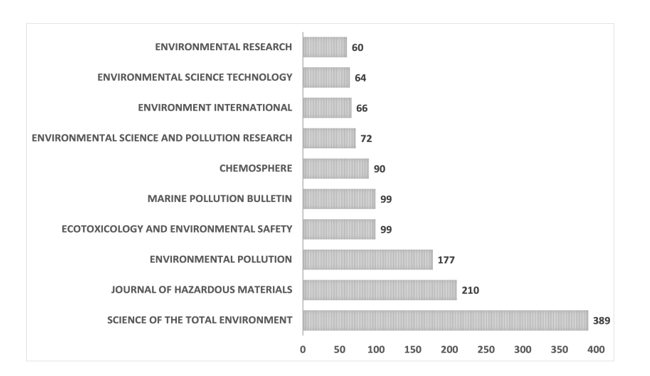 ENVIRONMENTAL RESEARCH 60
ENVIRONMENTAL SCIENCE TECHNOLOGY 64
ENVIRONMENT INTERNATIONAL 66
ENVIRONMENTAL SCIENCE AND POLLUTION RESEARCH 72
CHEMOSPHERE 90
MARINE POLLUTION BULLETIN 99
ECOTOXICOLOGY AND ENVIRONMENTAL SAFETY 99
ENVIRONMENTAL POLLUTION 177
JOURNAL OF HAZARDOUS MATERIALS 210
SCIENCE OF THE TOTAL ENVIRONMENT 389
0 50 100 150 200 250 300 350 400